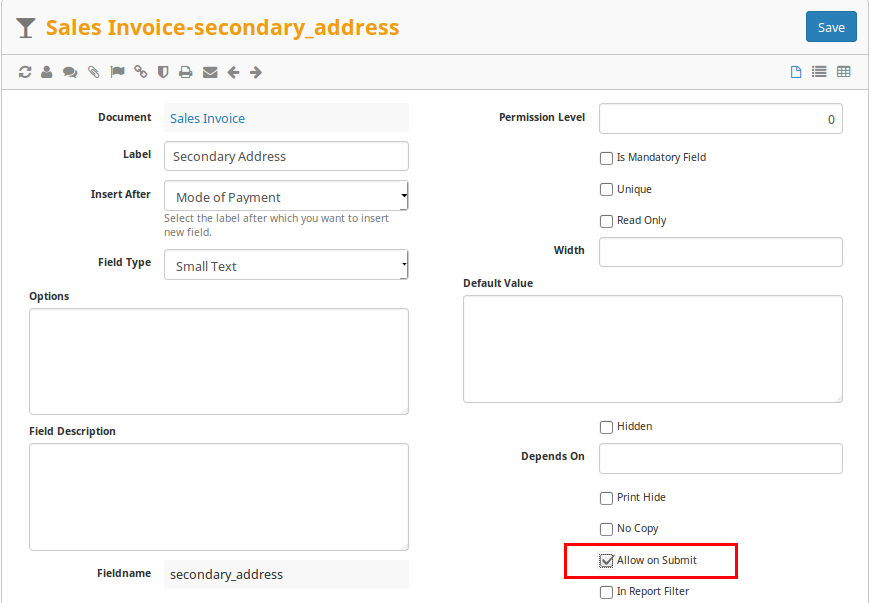 Sales Invoice-secondary_address
Save
Document
Sales Invoice
Label
Secondary Address
Insert After
Mode of Payment
Select the label after which you want to insert
new field.
Field Type
Small Text
Options
Field Description
Fieldname
secondary_address
Permission Level
0
Is Mandatory Field
Unique
Read Only
Width
Default Value
Hidden
Depends On
Print Hide
No Copy
Allow on Submit
In Report Filter